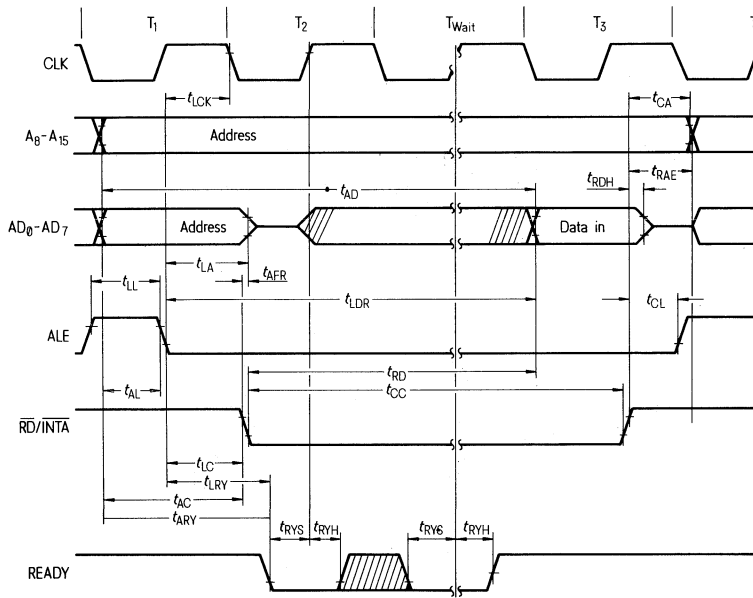 T1 T2 TWait T3 T
CLK
tLCK tCA
A8-A15 Address
tRAE
tAD tRDH
AD0-AD7 Address Data in
tLA tAFR
tLL tLDR tCL
ALE
tRD
tAL tCC
RD/INTA
tLC
tLRY
tAC
tARY tRYS tRYH tRYS tRYH
READY